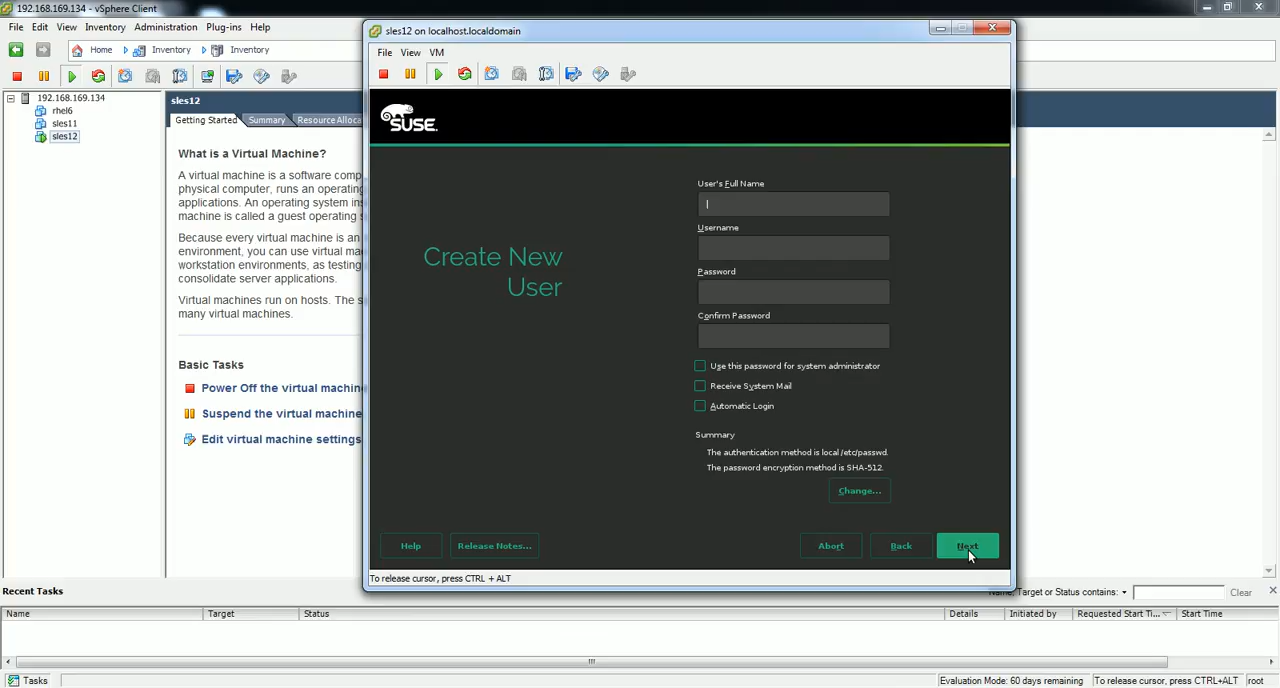 192.168.169.134 - vSphere Client
File Edit View Inventory Administration Plug-ins Help
Home Inventory Inventory
192.168.169.134
rhel6
sles11
sles12
sles12
Getting Started Summary Resource Alloca
What is a Virtual Machine?
A virtual machine is a software comp
physical computer, runs an operating
applications. An operating system ins
machine is called a guest operating s
Because every virtual machine is an
environment, you can use virtual ma
workstation environments, as testing
consolidate server applications.
Virtual machines run on hosts. The s
many virtual machines.
Basic Tasks
Power Off the virtual machin
Suspend the virtual machine
Edit virtual machine settings
sles12 on localhost.localdomain
File View VM
SUSE.
Create New
User
User's Full Name
Username
Password
Confirm Password
Use this password for system administrator
Receive System Mail
Automatic Login
Summary
The authentication method is local /etc/passwd.
The password encryption method is SHA-512.
Change...
Help Release Notes... Abort Back Next
To release cursor, press CTRL + ALT
Recent Tasks
Name, Target or Status contains: Clear
Name Target Status Details Initiated by Requested Start Ti... Start Time
Tasks Evaluation Mode: 60 days remaining To release cursor, press CTRL+ALT root